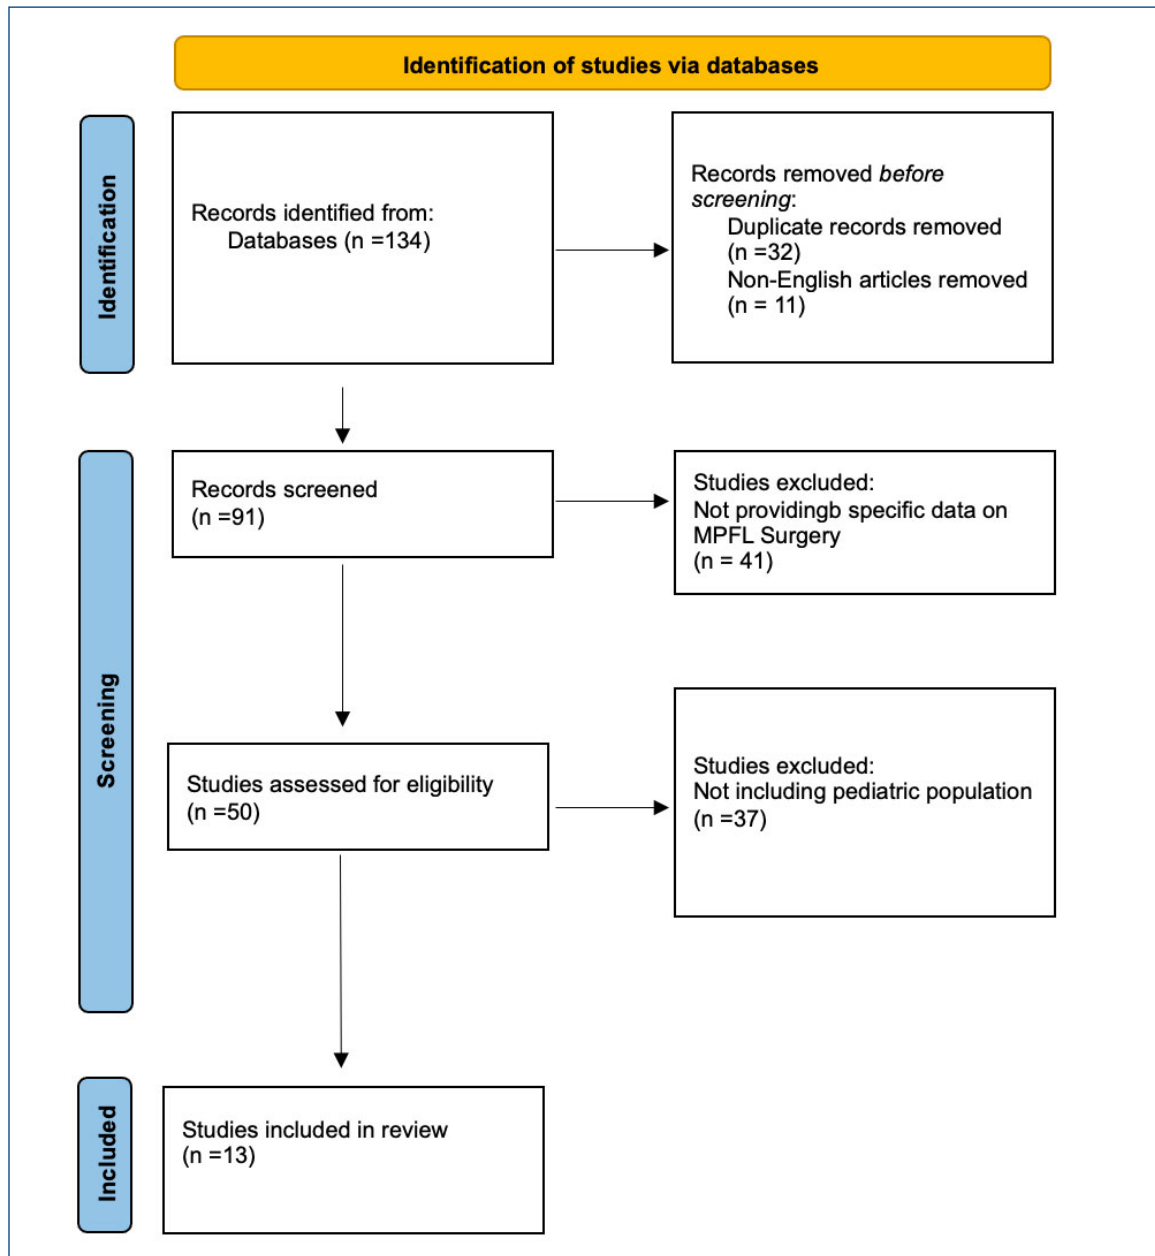 Identification of studies via databases
Identification
Records identified from:
Databases (n =134)
Records removed before
screening:
Duplicate records removed
(n =32)
Non-English articles removed
(n = 11)
Screening
Records screened
(n =91)
Studies excluded:
Not providingb specific data on
MPFL Surgery
(n = 41)
Studies assessed for eligibility
(n =50)
Studies excluded:
Not including pediatric population
(n =37)
Included
Studies included in review
(n =13)